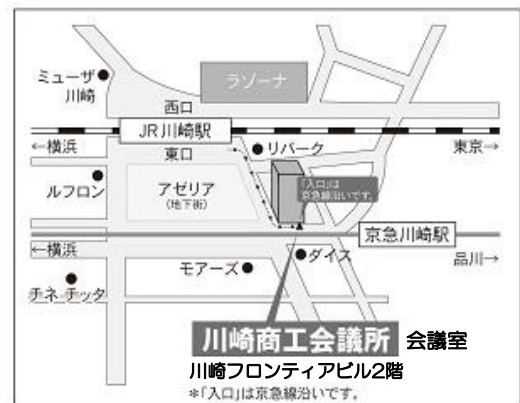 ミューザ
川崎
ラゾーナ
西口
JR川崎駅
←横浜
東口
リバーク
東京→
ルフロン
アゼリア
(地下街)
「入口」は
京急線沿いです。
京急川崎駅
←横浜
品川→
モアーズ
ダイス
チネ チッタ
川崎商工会議所 会議室
川崎フロンティアビル2階
*「入口」は京急線沿いです。